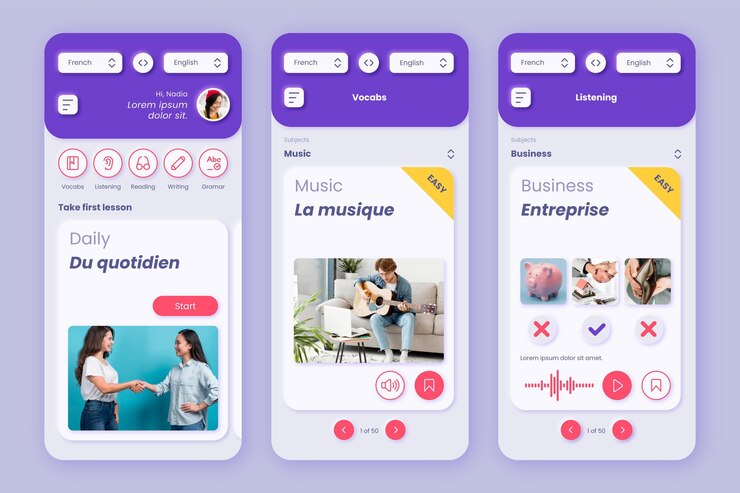 French
English
Hi, Nadia
Lorem ipsum
dolor sit.
Vocabs
Listening
Reading
Writing
Abc
Gramar
Take first lesson
Daily
Du quotidien
Start
French
English
Vocabs
Subjects
Music
EASY
Music
La musique
1 of 50
French
English
Listening
Subjects
Business
EASY
Business
Entreprise
Lorem ipsum dolor sit amet.
1 of 50